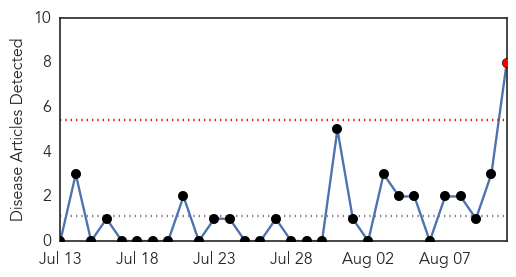 Disease Articles Detected
10
8
6
4
2
0
Jul 13
Jul 18
Jul 23
Jul 28
Aug 02
Aug 07